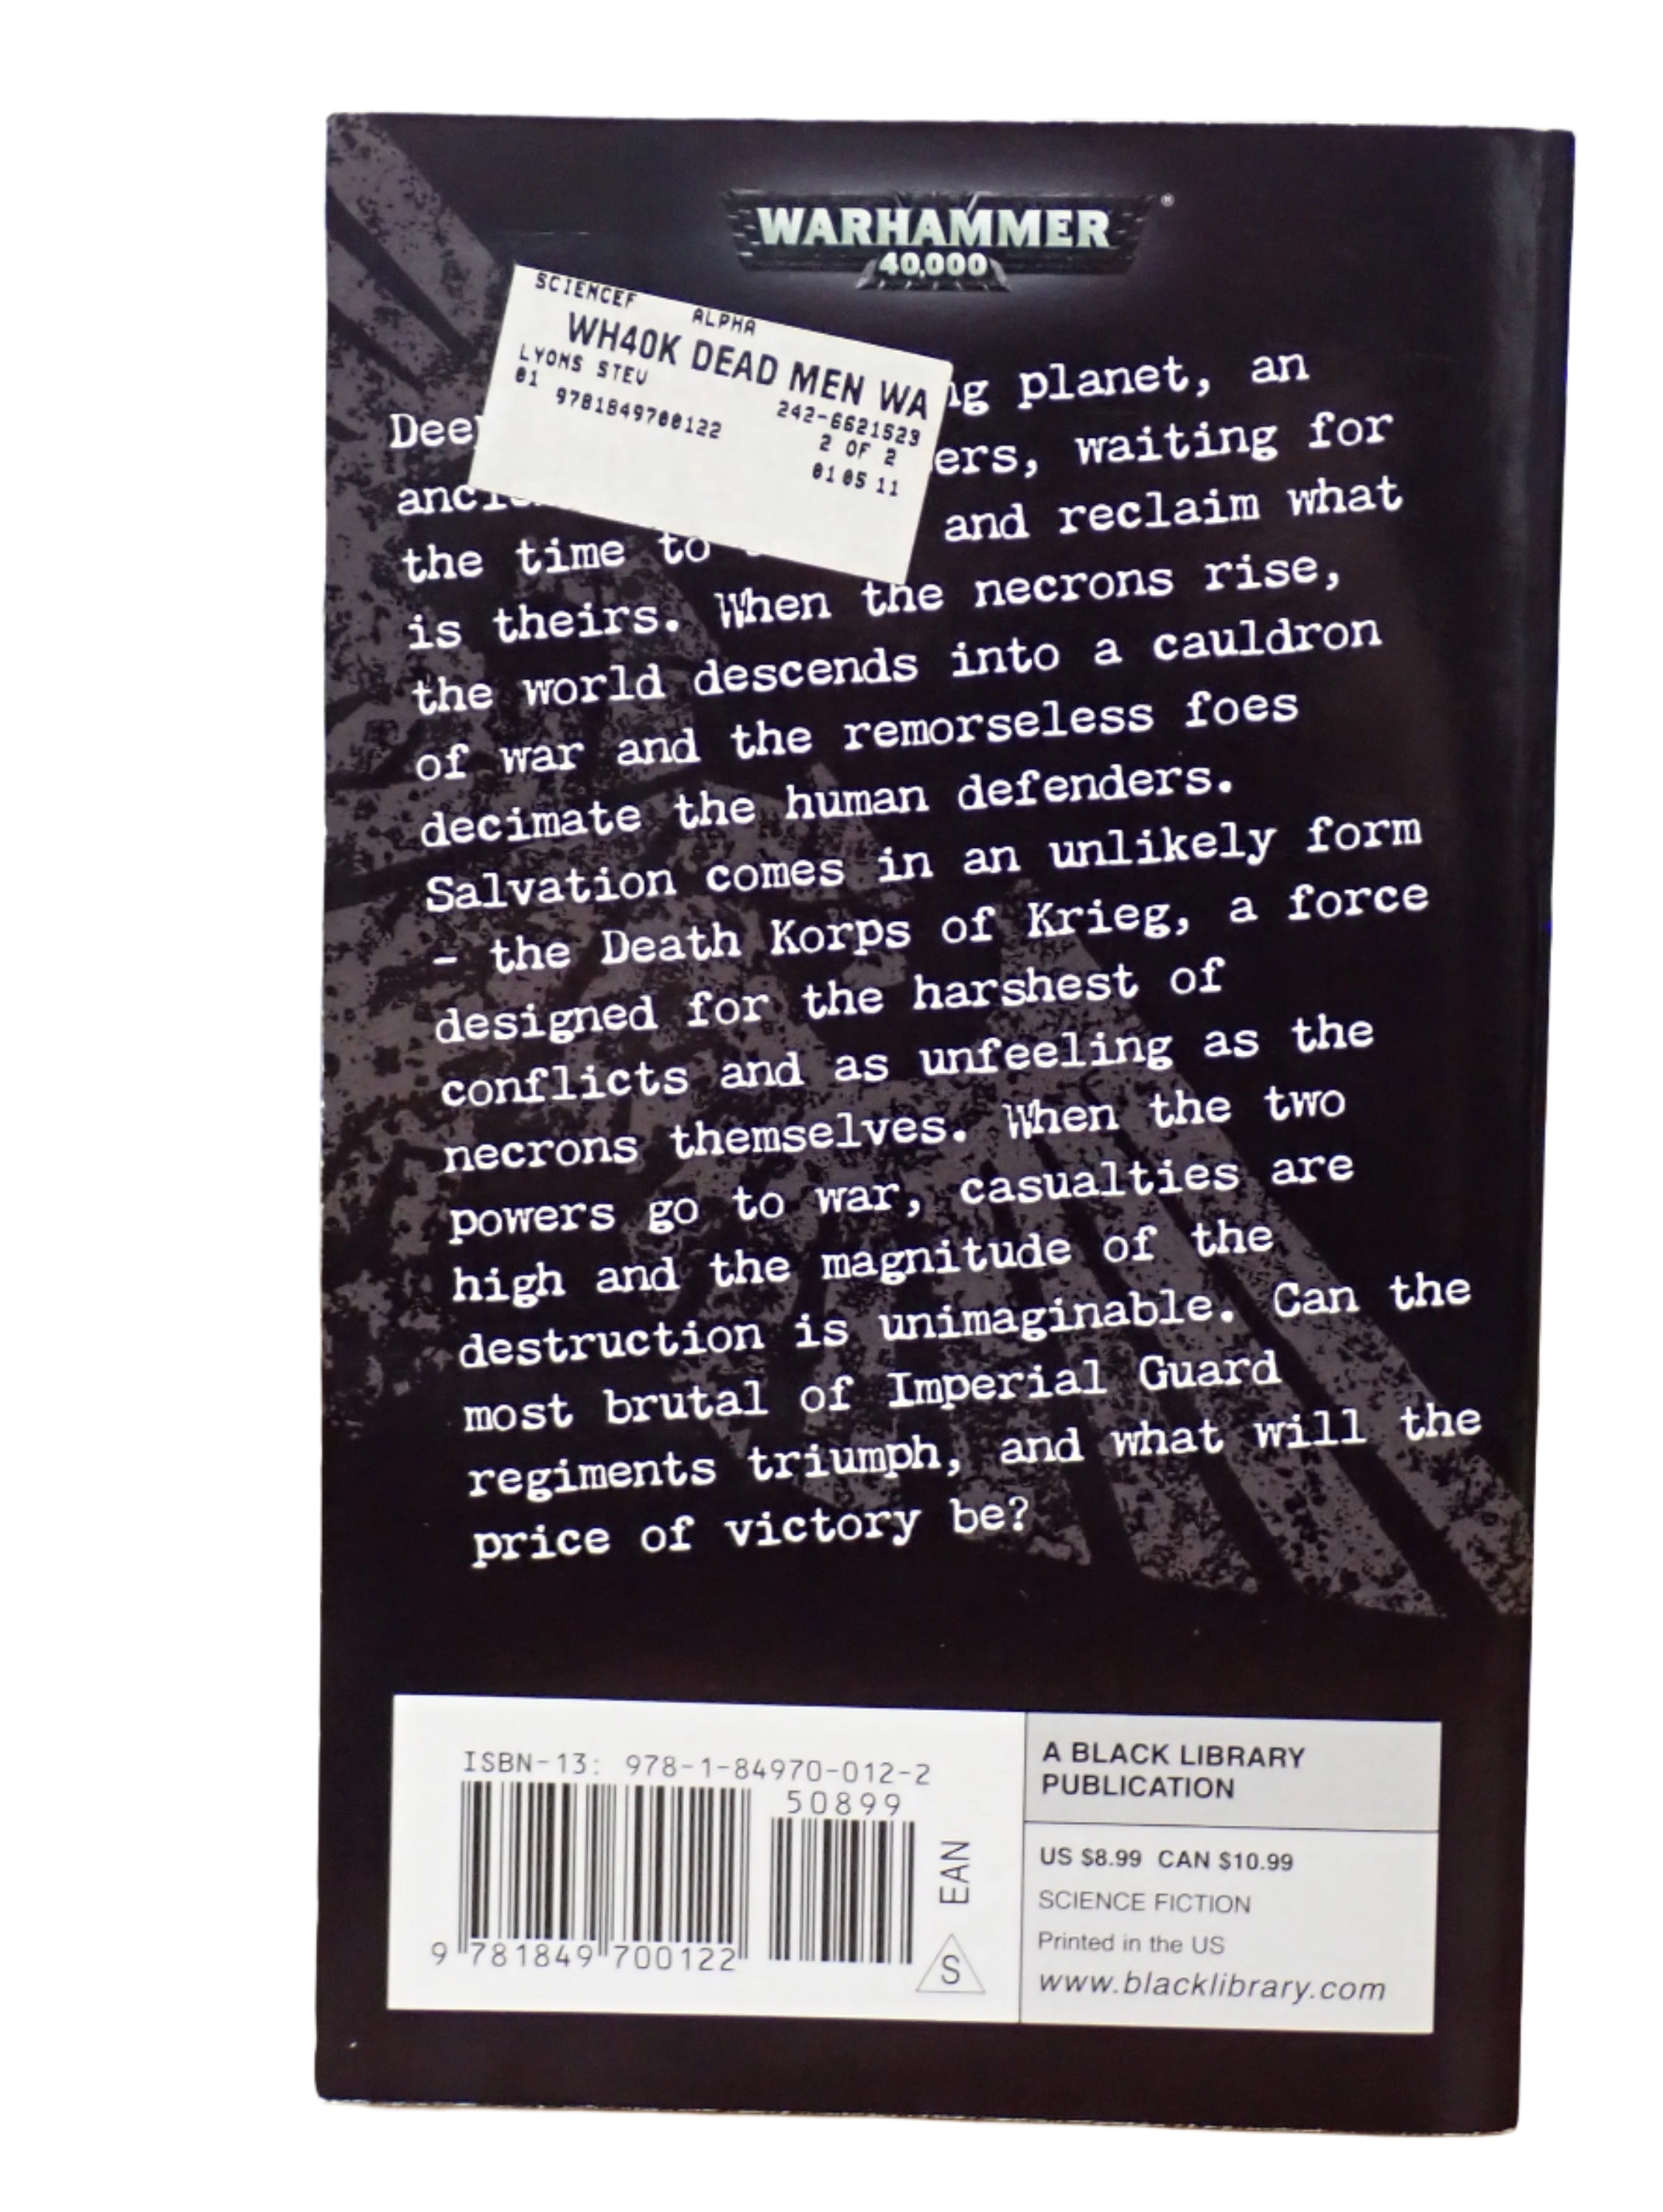 WARHAMMER®
40,000
SCIENCEF ALPHA
WH40K DEAD MEN WA
LYONS STEV
01 9781849700122 242-6621523
2 OF 2
01 05 11
planet, an
waiting for
the time to and reclaim what
is theirs. When the necrons rise,
the world descends into a cauldron
of war and the remorseless foes
decimate the human defenders.
Salvation comes in an unlikely form
- the Death Korps of Krieg, a force
designed for the harshest of
conflicts and as unfeeling as the
necrons themselves. When the two
powers go to war, casualties are
high and the magnitude of the
destruction is unimaginable. Can the
most brutal of Imperial Guard
regiments triumph, and what will the
price of victory be?
ISBN-13: 978-1-84970-012-2
50899
9 781849 700122
EAN
S
A BLACK LIBRARY
PUBLICATION
US $8.99 CAN $10.99
SCIENCE FICTION
Printed in the US
www.blacklibrary.com